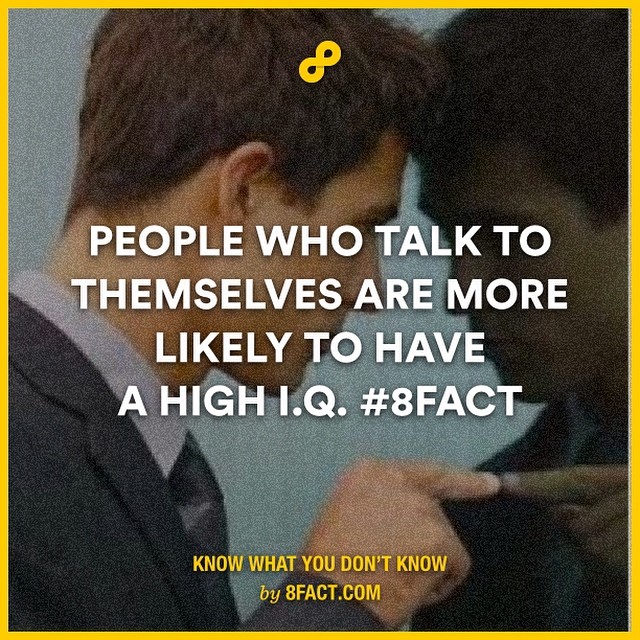 PEOPLE WHO TALK TO
THEMSELVES ARE MORE
LIKELY TO HAVE
A HIGH I.Q. #8FACT
KNOW WHAT YOU DON'T KNOW
by 8FACT.COM